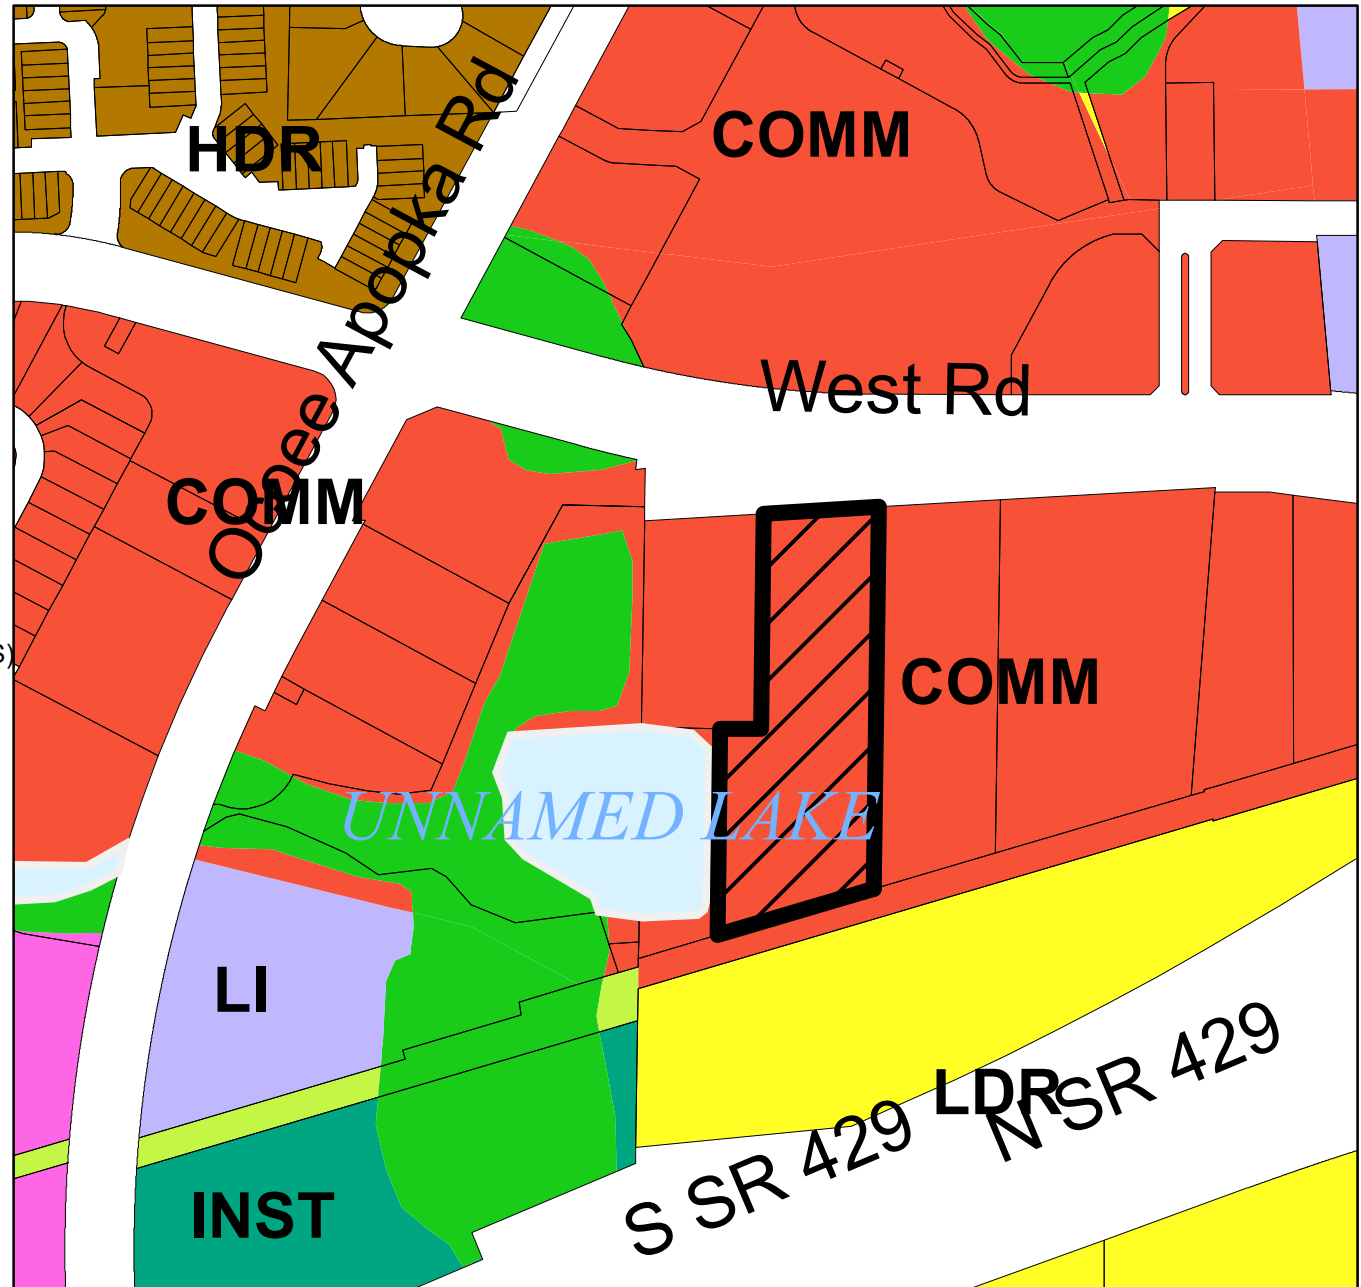 HDR
COMM
Ocoee Apopka Rd
West Rd
COMM
s)
COMM
UNNAMED LAKE
LI
LDR
N SR 429
S SR 429
INST